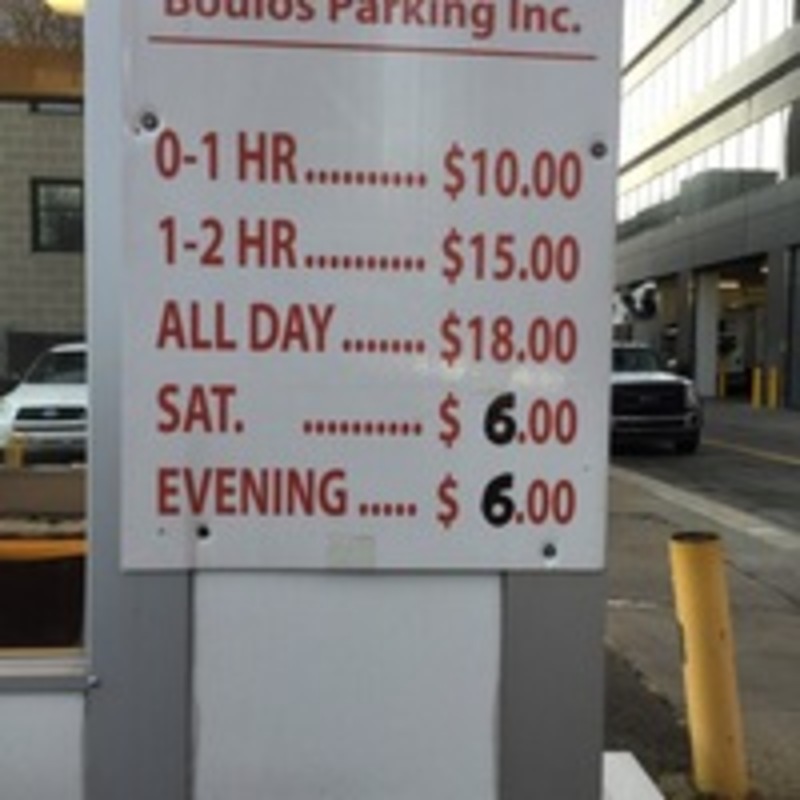 Boulos Parking Inc.
0-1 HR.......... $10.00
1-2 HR.......... $15.00
ALL DAY....... $18.00
SAT. .......... $ 6.00
EVENING ..... $ 6.00